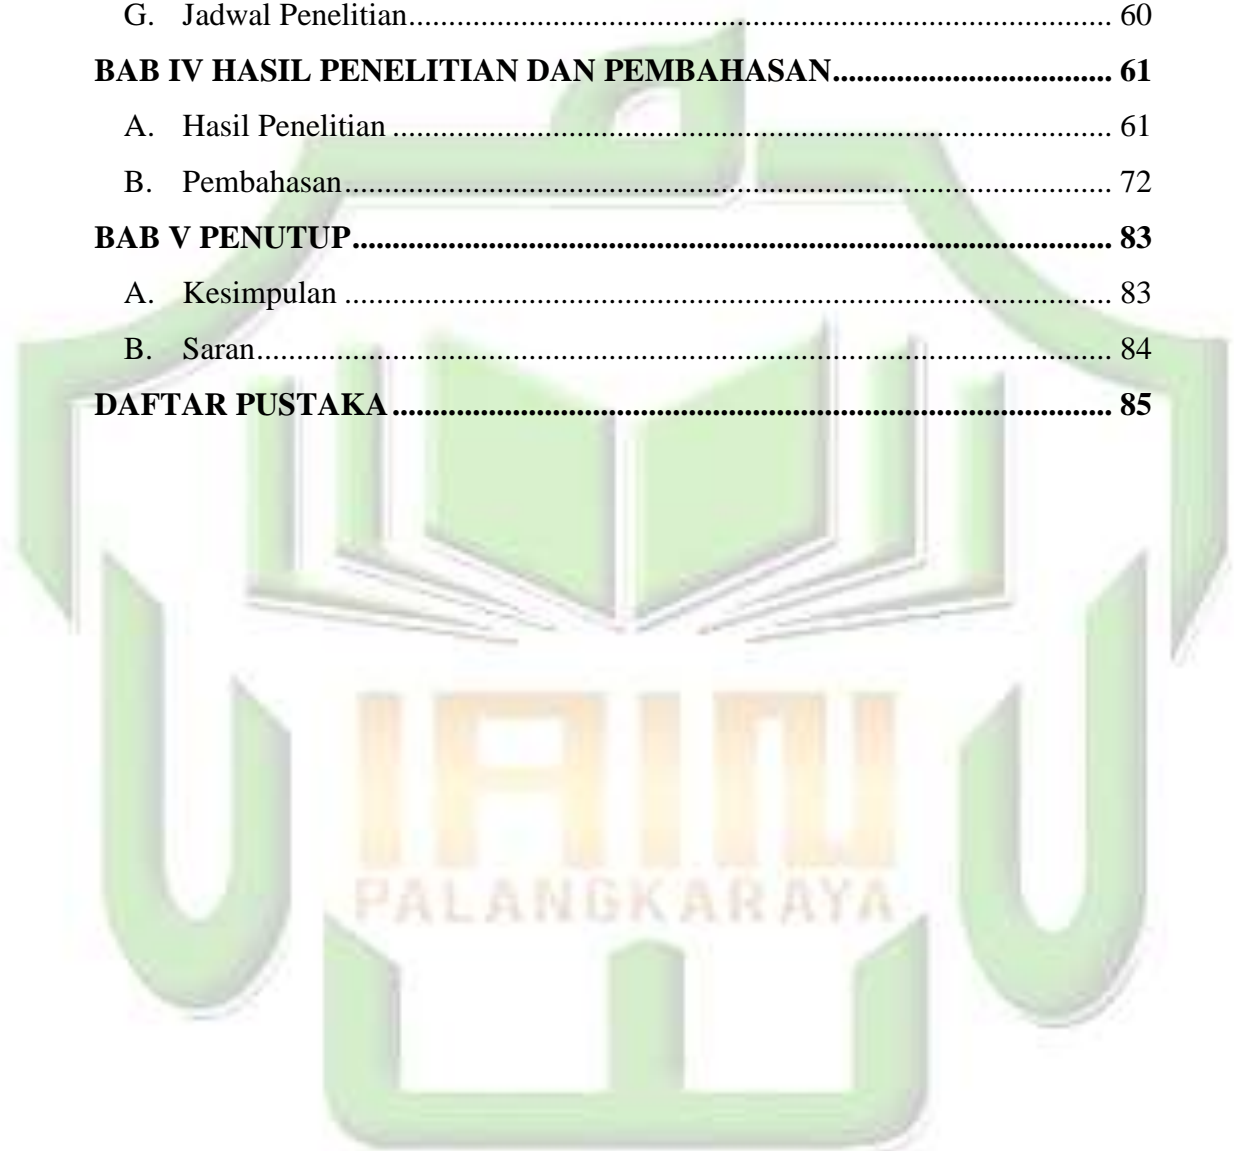 G. Jadwal Penelitian........................................................................................ 60
BAB IV HASIL PENELITIAN DAN PEMBAHASAN................................... 61
A. Hasil Penelitian .......................................................................................... 61
B. Pembahasan................................................................................................ 72
BAB V PENUTUP............................................................................................... 83
A. Kesimpulan ................................................................................................ 83
B. Saran........................................................................................................... 84
DAFTAR PUSTAKA .......................................................................................... 85
IAIN
PALANGKARAYA